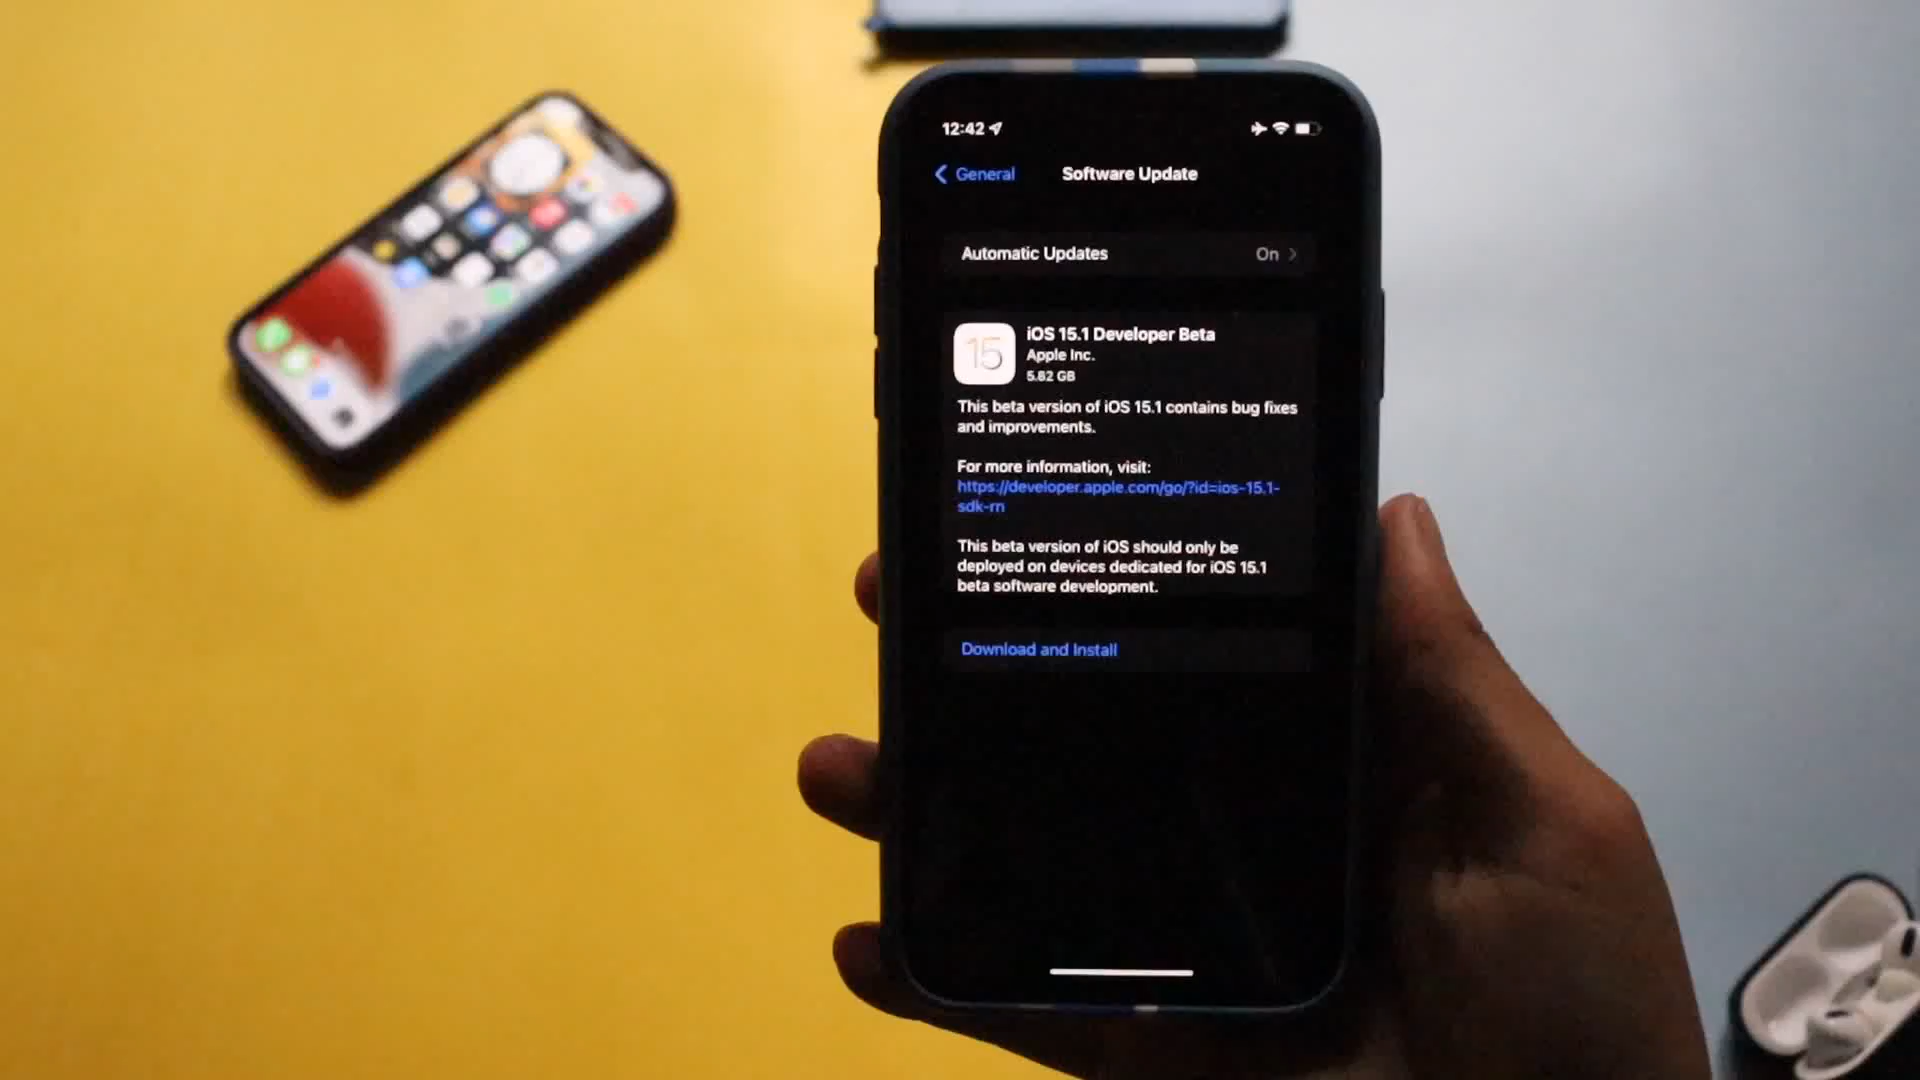 12:42
General
Software Update
Automatic Updates
On
15
iOS 15.1 Developer Beta
Apple Inc.
5.82 GB
This beta version of iOS 15.1 contains bug fixes
and improvements.
For more information, visit:
https://developer.apple.com/go/?id=ios-15.1-
sdk-rn
This beta version of iOS should only be
deployed on devices dedicated for iOS 15.1
beta software development.
Download and Install